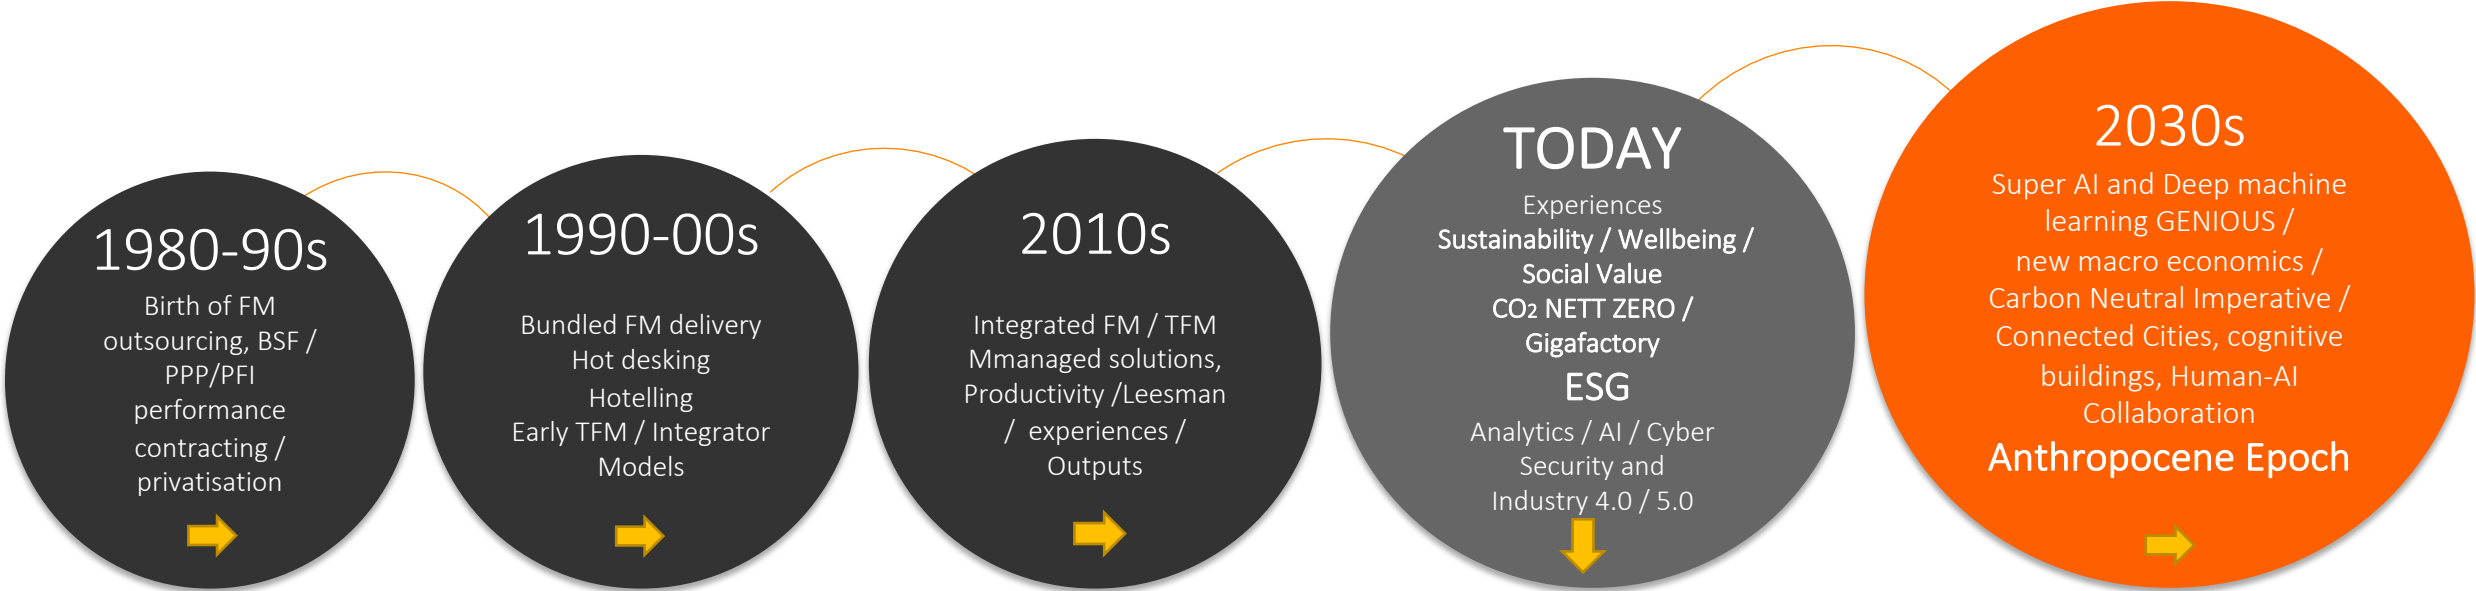 1980-90s
Birth of FM
outsourcing, BSF /
PPP/PFI
performance
contracting /
privatisation
1990-00s
Bundled FM delivery
Hot desking
Hotelling
Early TFM / Integrator
Models
2010s
Integrated FM / TFM
Mmanaged solutions,
Productivity /Leesman
/ experiences /
Outputs
TODAY
Experiences
Sustainability / Wellbeing /
Social Value
CO2 NETT ZERO /
Gigafactory
ESG
Analytics / AI / Cyber
Security and
Industry 4.0 / 5.0
2030s
Super AI and Deep machine
learning GENIOUS /
new macro economics /
Carbon Neutral Imperative /
Connected Cities, cognitive
buildings, Human-AI
Collaboration
Anthropocene Epoch